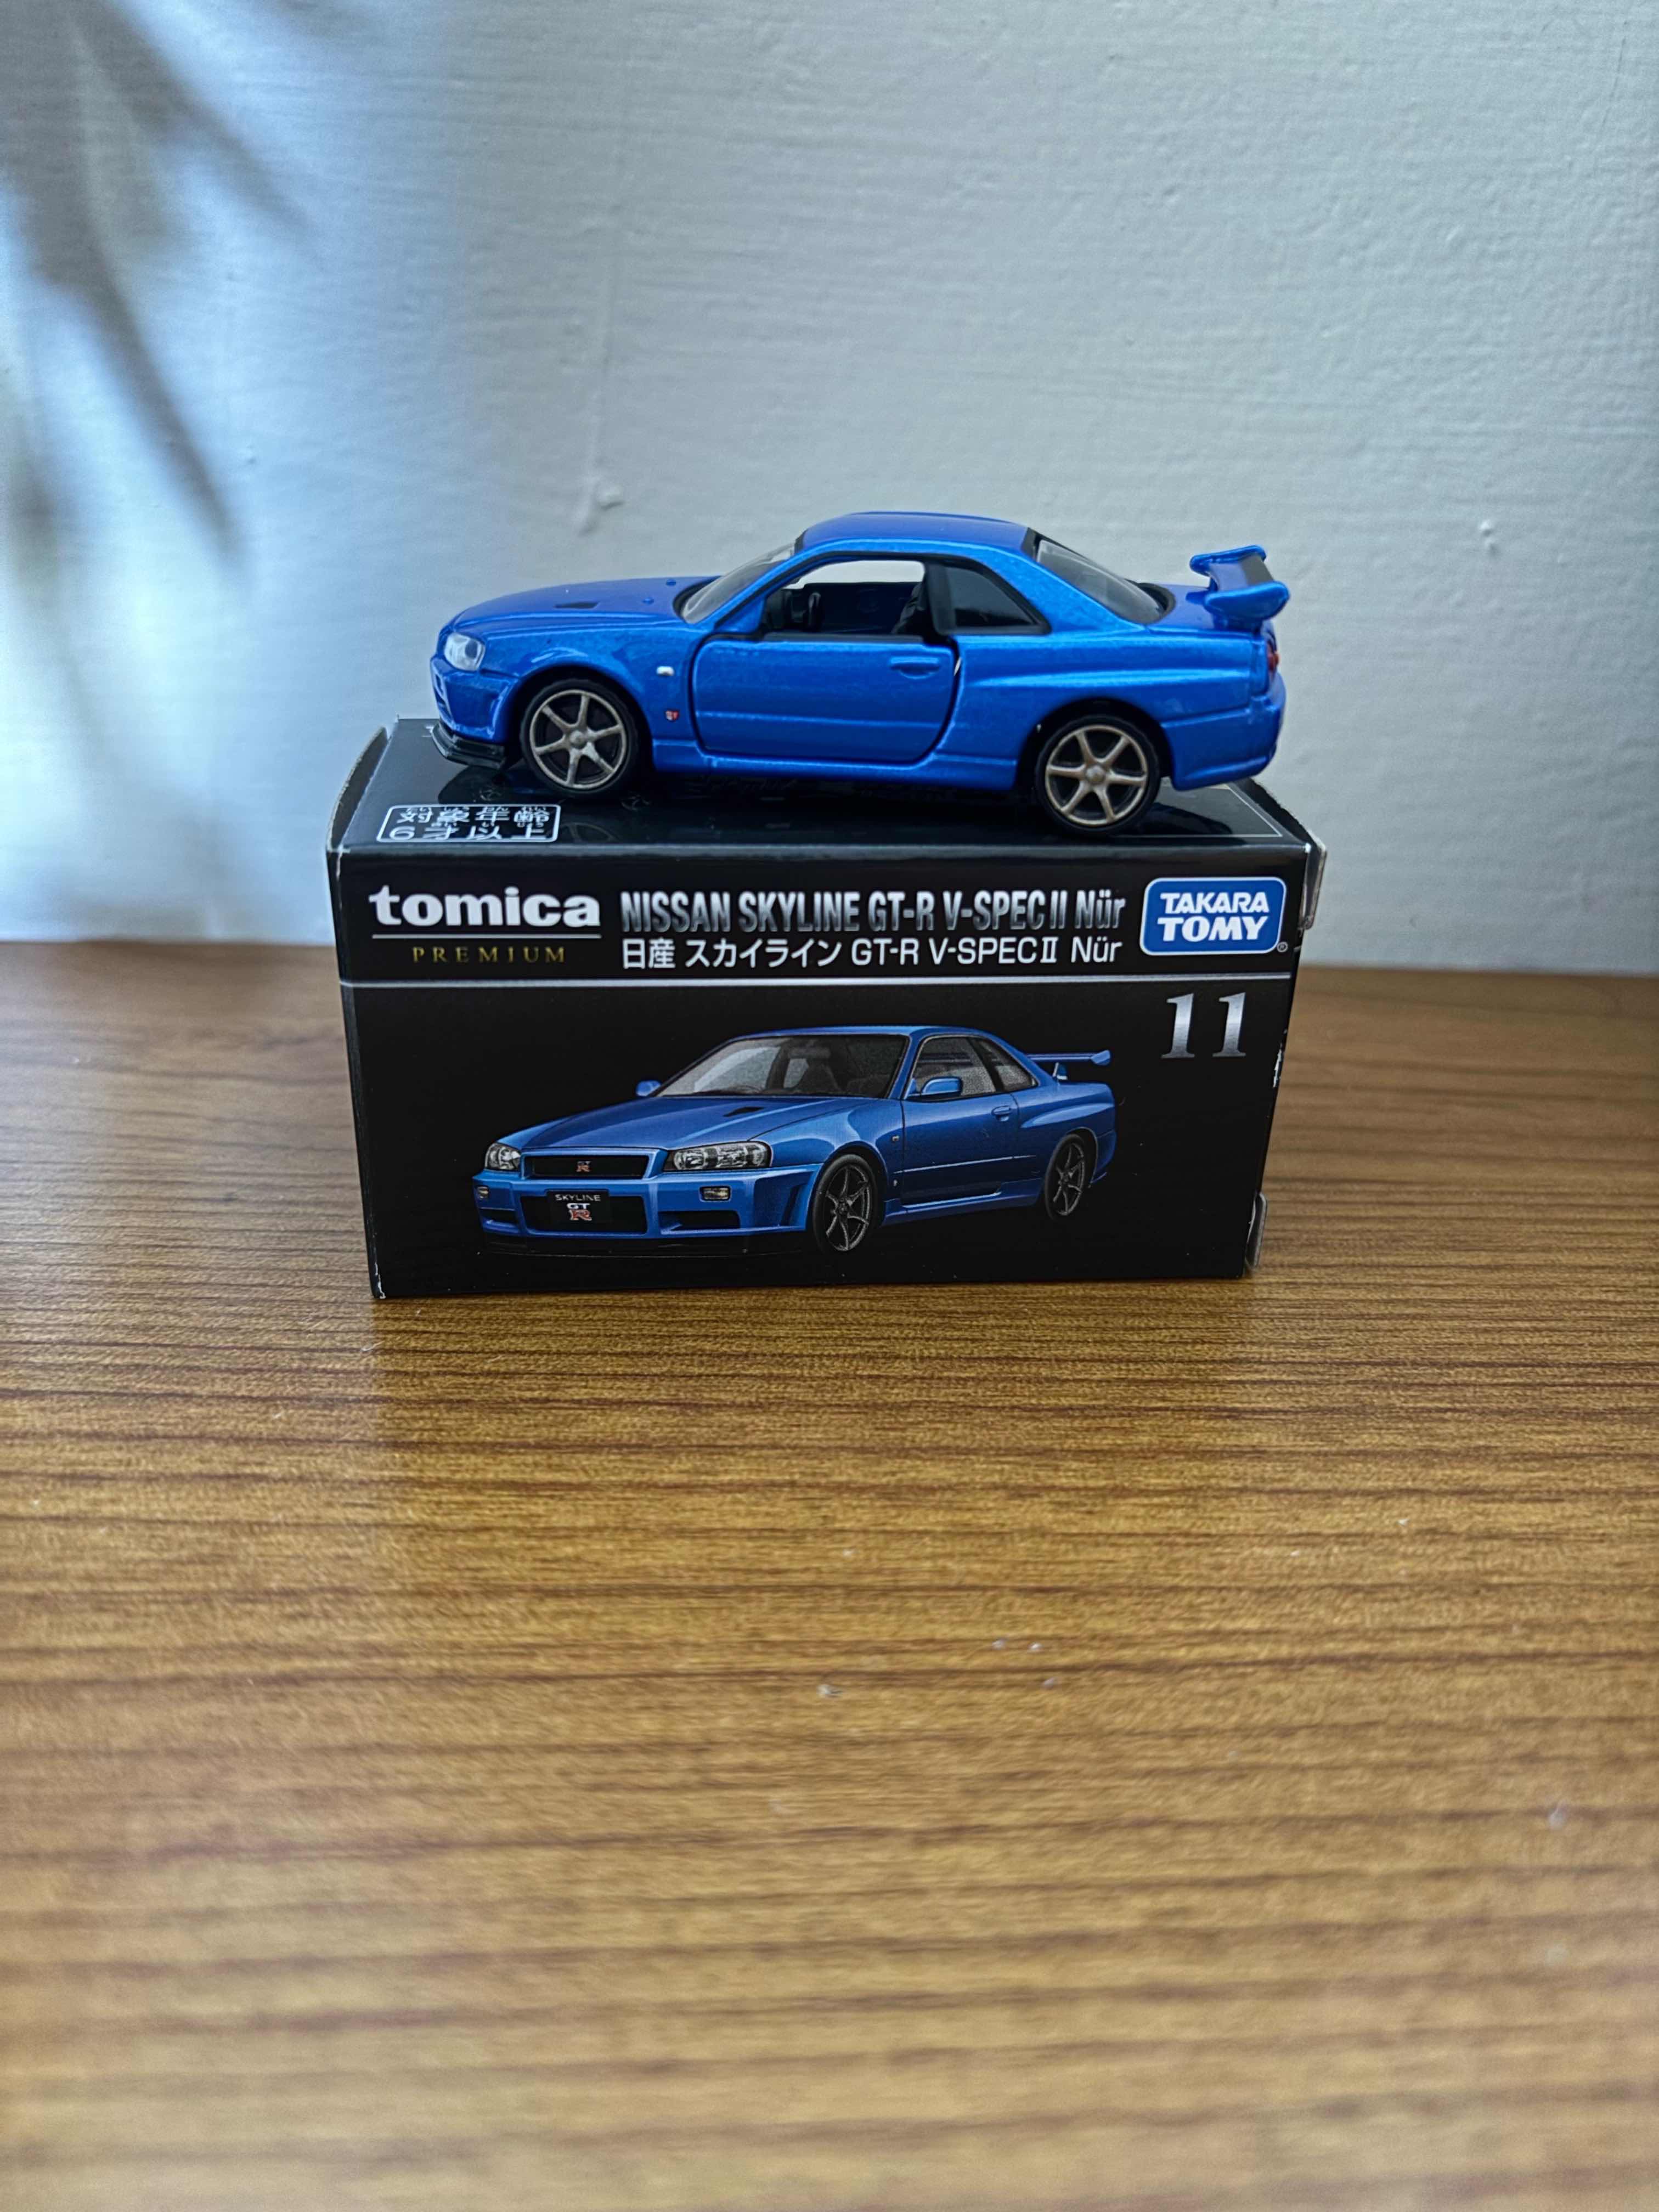 対象年齢
6才以上
tomica
PREMIUM
NISSAN SKYLINE GT-R V-SPEC II Nür
日産 スカイライン GT-R V-SPECⅡ Nür
TAKARA
TOMY
®
11
GT
R
SKYLINE
GT
R